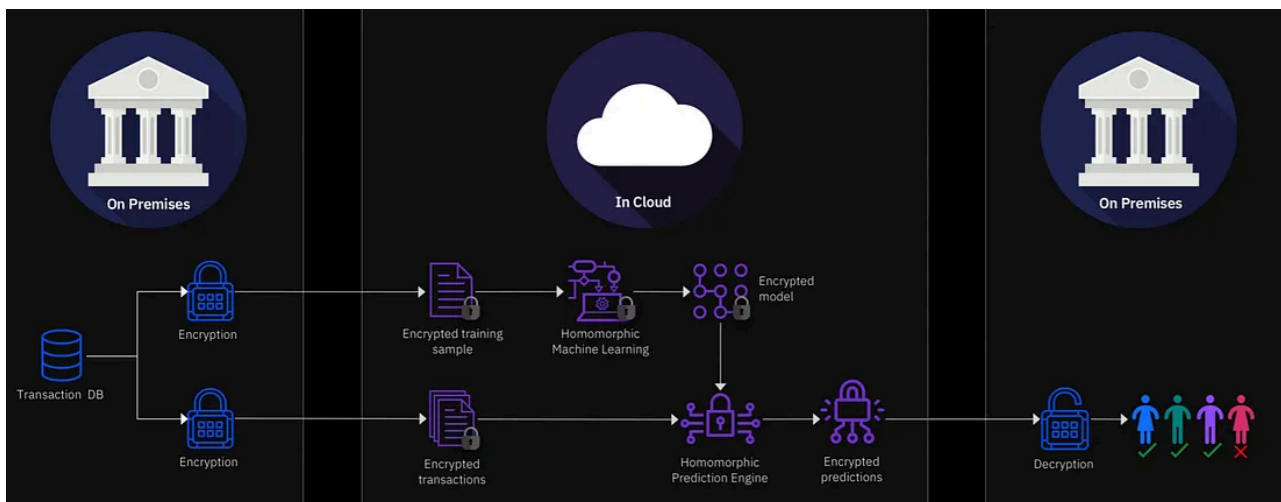 On Premises
In Cloud
On Premises
Encryption
Encrypted training
sample
Homomorphic
Machine Learning
Encrypted
model
Transaction DB
Encryption
Encrypted
transactions
Homomorphic
Prediction Engine
Encrypted
predictions
Decryption